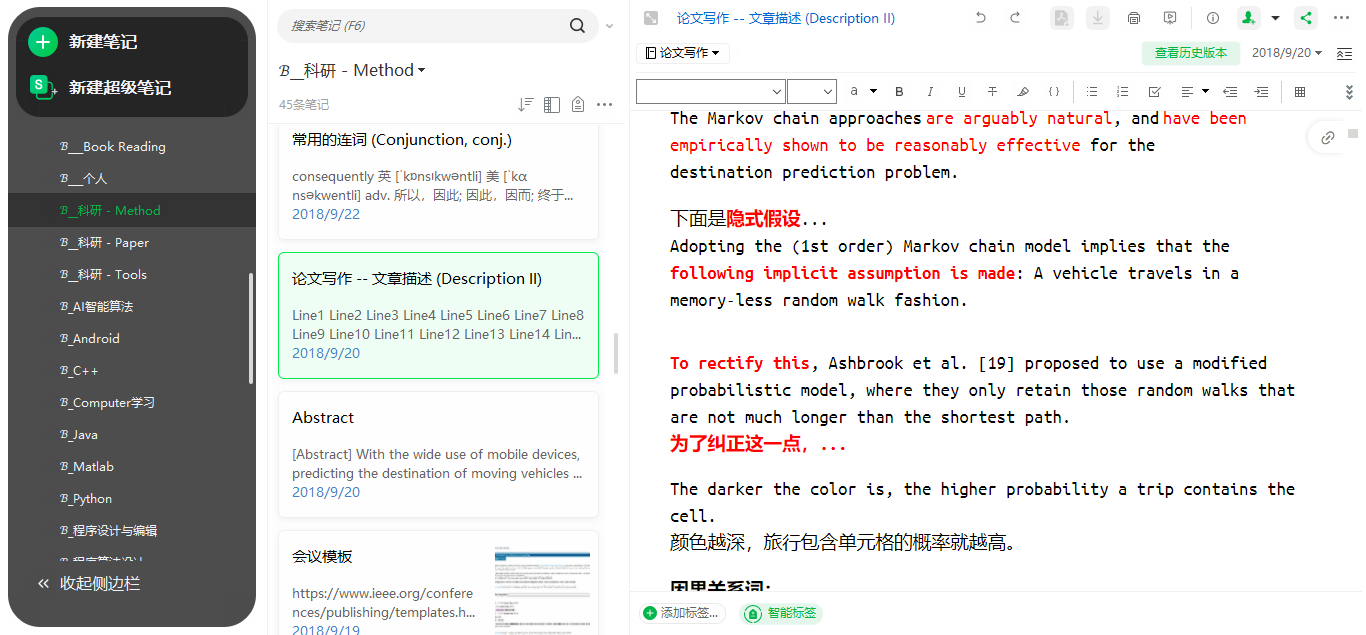 新建笔记
新建超级笔记
B__Book Reading
B__个人
B__科研 - Method
B__科研 - Paper
B__科研 - Tools
B_AI智能算法
B_Android
B_C++
B_Computer学习
B_Java
B_Matlab
B_Python
B_程序设计与编辑
收起侧边栏
搜索笔记 (F6)
B__科研 - Method
45条笔记
常用的连词 (Conjunction, conj.)
consequently 英 [ˈkɒnsɪkwəntli] 美 [ˈkɑ
nsəkwentli] adv. 所以，因此; 因此，因而; 终于...
2018/9/22
论文写作 -- 文章描述 (Description II)
Line1 Line2 Line3 Line4 Line5 Line6 Line7 Line8
Line9 Line10 Line11 Line12 Line13 Line14 Lin...
2018/9/20
Abstract
[Abstract] With the wide use of mobile devices,
predicting the destination of moving vehicles ...
2018/9/20
会议模板
https://www.ieee.org/confere
nces/publishing/templates.h...
2018/9/19
论文写作 -- 文章描述 (Description II)
论文写作
查看历史版本
2018/9/20
a B I U T { }
The Markov chain approaches are arguably natural, and have been
empirically shown to be reasonably effective for the
destination prediction problem.
下面是隐式假设...
Adopting the (1st order) Markov chain model implies that the
following implicit assumption is made: A vehicle travels in a
memory-less random walk fashion.
To rectify this, Ashbrook et al. [19] proposed to use a modified
probabilistic model, where they only retain those random walks that
are not much longer than the shortest path.
为了纠正这一点，...
The darker the color is, the higher probability a trip contains the
cell.
颜色越深，旅行包含单元格的概率就越高。
因果关系词：
添加标签...
智能标签